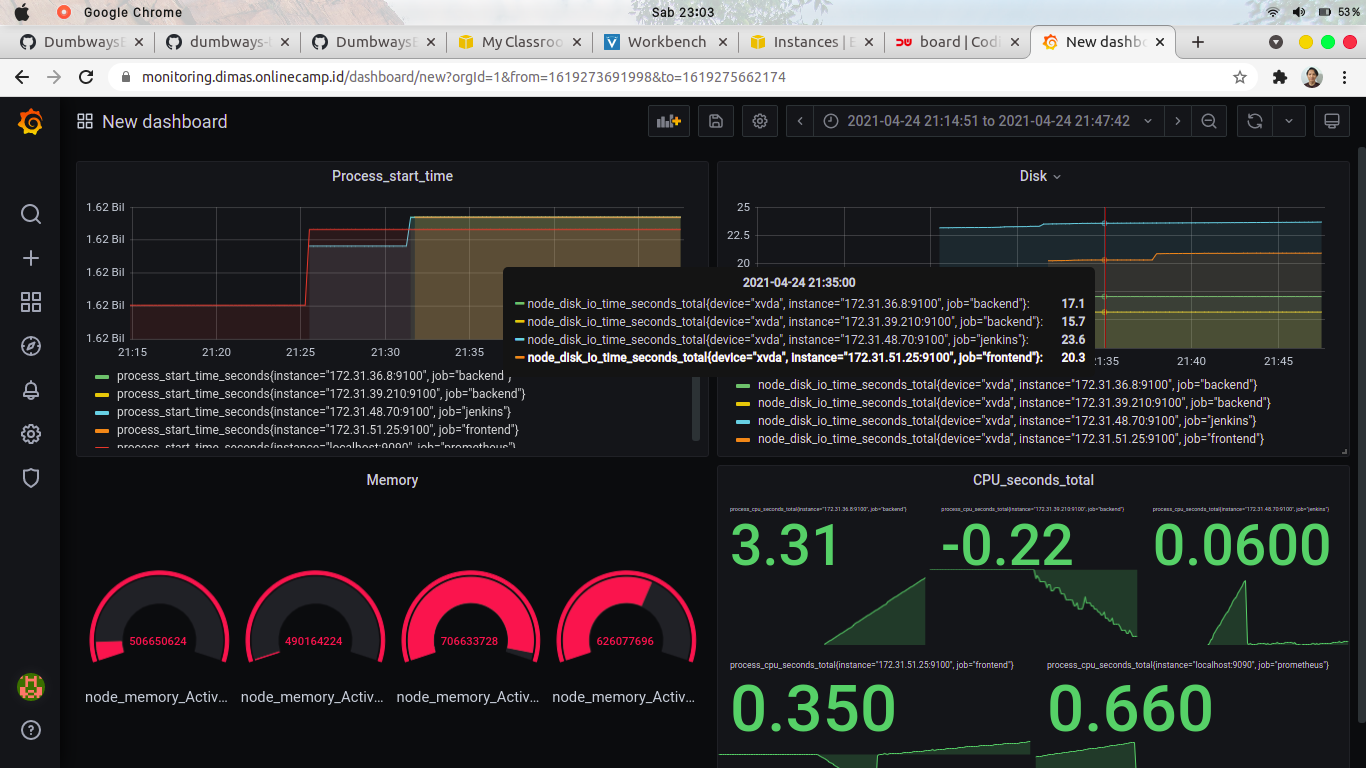 Google Chrome
Sab 23:03
53%
DumbwaysE
dumbways-
DumbwaysE
My Classroo
Workbench
Instances | E
board | Codi
New dashbo
monitoring.dimas.onlinecamp.id/dashboard/new?orgId=1&from=1619273691998&to=1619275662174
New dashboard
2021-04-24 21:14:51 to 2021-04-24 21:47:42
Process_start_time
1.62 Bil
1.62 Bil
1.62 Bil
1.62 Bil
1.62 Bil
21:15
21:20
21:25
21:30
21:35
process_start_time_seconds{instance="172.31.36.8:9100", job="backend
process_start_time_seconds{instance="172.31.39.210:9100", job="backend"}
process_start_time_seconds{instance="172.31.48.70:9100", job="jenkins"}
process_start_time_seconds{instance="172.31.51.25:9100", job="frontend"}
process_start_time_seconds{instance="localhost:9090", job="prometheus"}
Disk
25
22.5
20
2021-04-24 21:35:00
node_disk_io_time_seconds_total{device="xvda", instance="172.31.36.8:9100", job="backend"}: 17.1
node_disk_io_time_seconds_total{device="xvda", instance="172.31.39.210:9100", job="backend"}: 15.7
node_disk_io_time_seconds_total{device="xvda", instance="172.31.48.70:9100", job="jenkins"}: 23.6
node_disk_io_time_seconds_total{device="xvda", instance="172.31.51.25:9100", job="frontend"}: 20.3
:35
21:40
21:45
node_disk_io_time_seconds_total{device="xvda", instance="172.31.36.8:9100", job="backend"}
node_disk_io_time_seconds_total{device="xvda", instance="172.31.39.210:9100", job="backend"}
node_disk_io_time_seconds_total{device="xvda", instance="172.31.48.70:9100", job="jenkins"}
node_disk_io_time_seconds_total{device="xvda", instance="172.31.51.25:9100", job="frontend"}
Memory
506650624
490164224
706633728
626077696
node_memory_Activ...
node_memory_Activ...
node_memory_Activ...
node_memory_Activ...
CPU_seconds_total
process_cpu_seconds_total{instance="172.31.36.8:9100", job="backend"}
3.31
process_cpu_seconds_total{instance="172.31.39.210:9100", job="backend"}
-0.22
process_cpu_seconds_total{instance="172.31.48.70:9100", job="jenkins"}
0.0600
process_cpu_seconds_total{instance="172.31.51.25:9100", job="frontend"}
0.350
process_cpu_seconds_total{instance="localhost:9090", job="prometheus"}
0.660